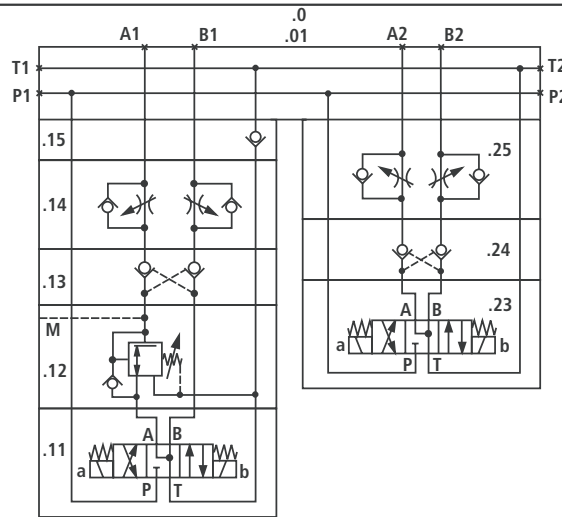 .0
A1 B1 .01 A2 B2
T1 T2
P1 P2
.15
.25
.14
.24
.13
M
A B .23
a b
P T
.12
.11
A B
a b
P T